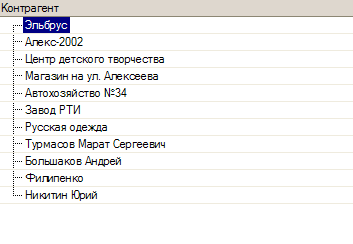 Контрагент
Эльбрус
Алекс-2002
Центр детского творчества
Магазин на ул. Алексеева
Автохозяйство №34
Завод РТИ
Русская одежда
Турмасов Марат Сергеевич
Большаков Андрей
Филипенко
Никитин Юрий